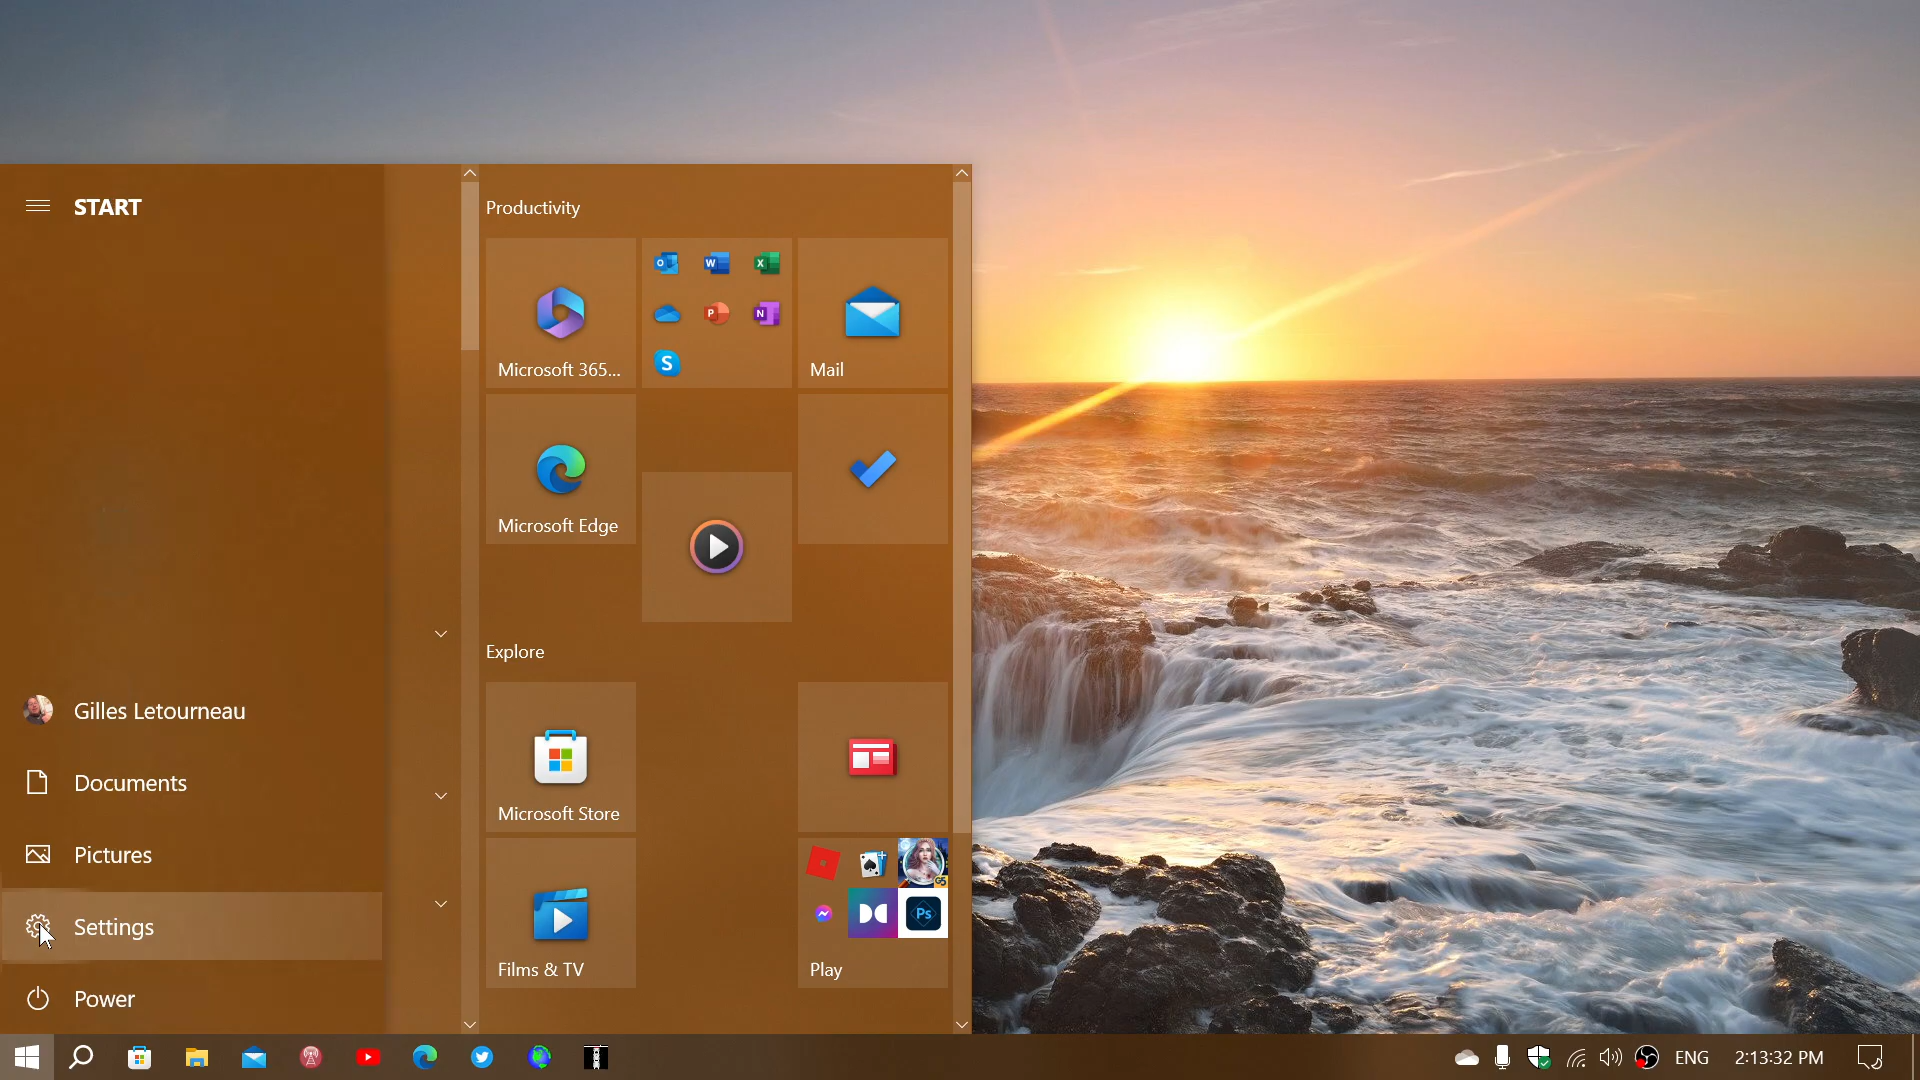 START
Gilles Letourneau
Documents
Pictures
Settings
Power
Productivity
Microsoft 365...
Mail
Microsoft Edge
Explore
Microsoft Store
Films & TV
Play
O
W
X
P
N
S
Ps
ENG
2:13:32 PM